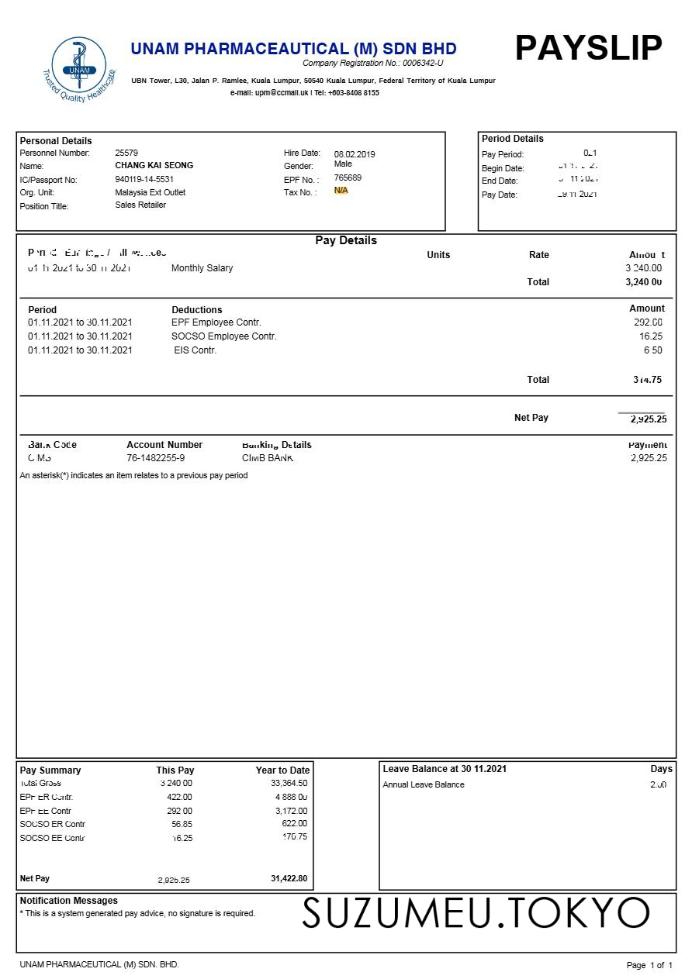 UNAM
Trusted Quality Healthcare
UNAM PHARMACEUTICAL (M) SDN BHD
Company Registration No.: 0006342-U
UBN Tower, L30, Jalan P. Ramlee, Kuala Lumpur, 50540 Kuala Lumpur, Federal Territory of Kuala Lumpur
e-mail: upm@ccmail.uk I Tel: +603-8408 8155
PAYSLIP
Personal Details
Personnel Number: 25579 Hire Date: 08.02.2019
Name: CHANG KAI SEONG Gender: Male
IC/Passport No: 940119-14-5531 EPF No. : 765689
Org. Unit: Malaysia Ext Outlet Tax No. : N/A
Position Title: Sales Retailer
Period Details
Pay Period:
Begin Date:
End Date:
Pay Date:
Pay Details
Units Rate Amount
01 11 2021 to 30 11 2021 Monthly Salary 3 240.00
Total 3,240 00
Period Deductions Amount
01.11.2021 to 30.11.2021 EPF Employee Contr. 292.00
01.11.2021 to 30.11.2021 SOCSO Employee Contr. 16.25
01.11.2021 to 30.11.2021 EIS Contr. 6 50
Total 314.75
Net Pay 2,925.25
Bank Code Account Number Banking Details Payment
76-1482255-9 CIMB BANK 2,925.25
An asterisk(*) indicates an item relates to a previous pay period
Pay Summary This Pay Year to Date
Total Gross 3 240 00 33,364.50
EPF ER Contr. 422.00 4 888 00
EPF EE Contr 292 00 3,172.00
SOCSO ER Contr 56.85 622.00
SOCSO EE Contr 16.25 170.75
Net Pay 2,925.25 31,422.80
Leave Balance at 30 11.2021 Days
Annual Leave Balance 2.00
Notification Messages
* This is a system generated pay advice, no signature is required.
SUZUMEU.TOKYO
UNAM PHARMACEUTICAL (M) SDN. BHD.
Page 1 of 1